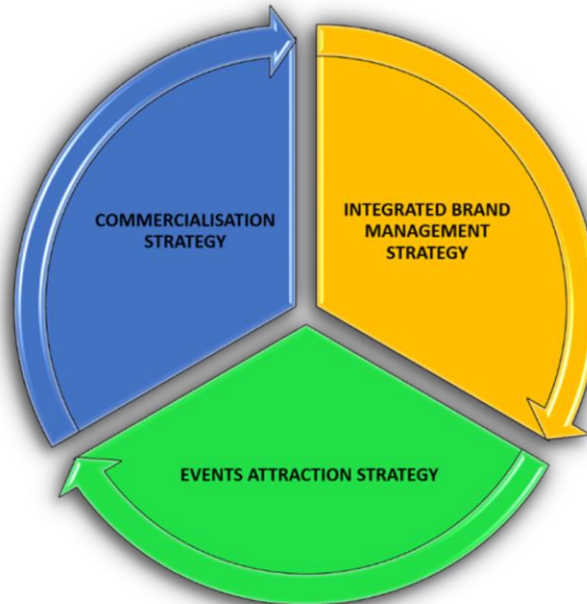 COMMERCIALISATION
STRATEGY
INTEGRATED BRAND
MANAGEMENT
STRATEGY
EVENTS ATTRACTION STRATEGY